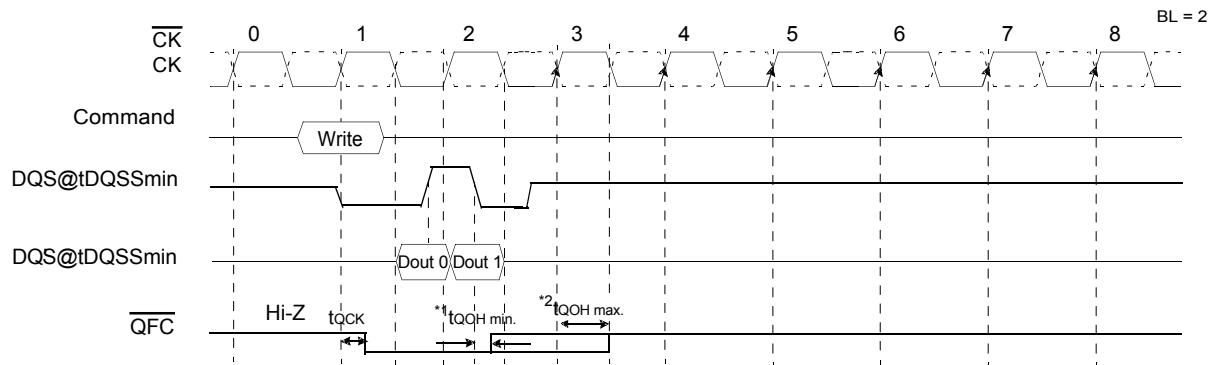 BL = 2
0 1 2 3 4 5 6 7 8
CK
CK
Command
Write
DQS@tDQSSmin
DQS@tDQSSmin
Dout 0 Dout 1
QFC
Hi-Z
tQCK
*1tQOH min.
*2tQOH max.